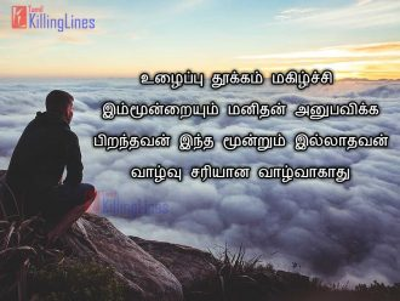 Tamil
KillingLines
உழைப்பு தூக்கம் மகிழ்ச்சி
இம்மூன்றையும் மனிதன் அனுபவிக்க
பிறந்தவன் இந்த மூன்றும் இல்லாதவன்
வாழ்வு சரியான வாழ்வாகாது